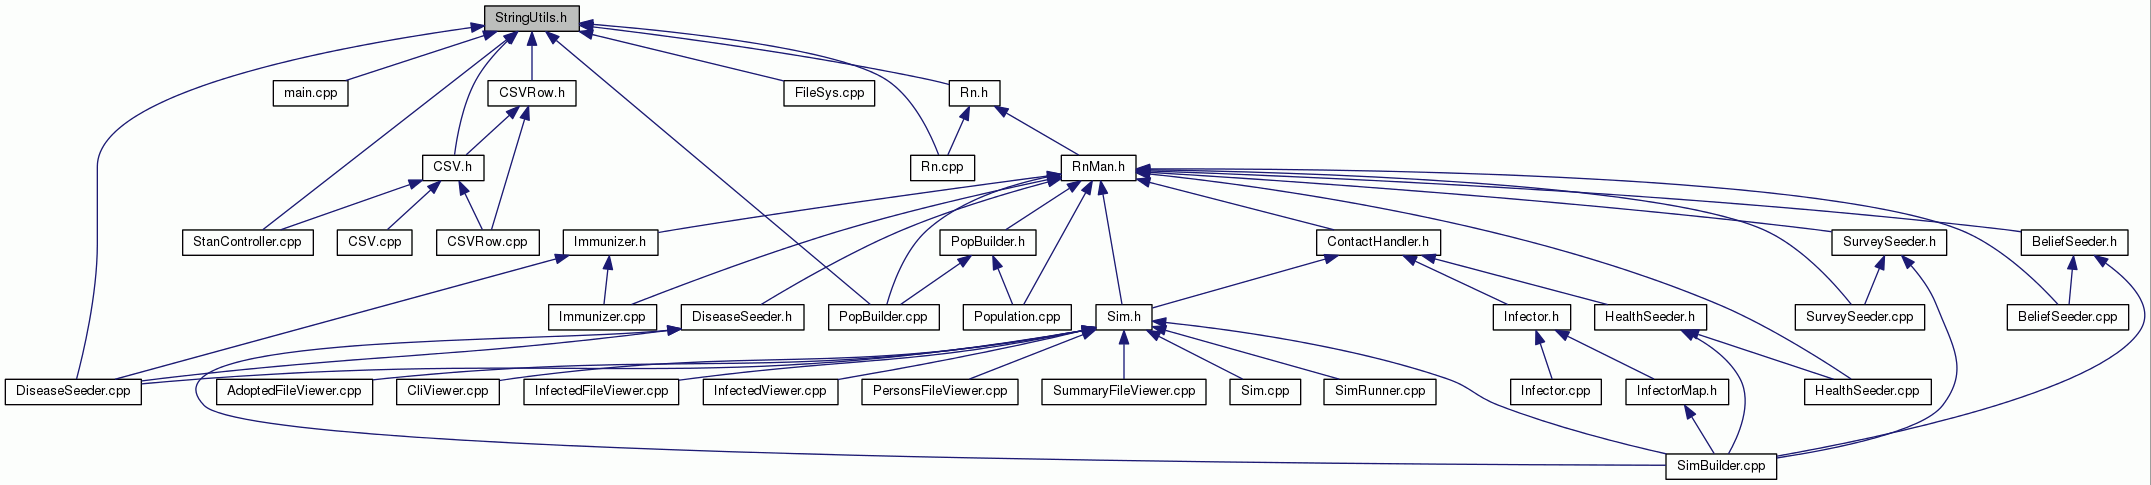 StringUtils.h
main.cpp
CSVRow.h
FileSys.cpp
Rn.h
CSV.h
Rn.cpp
RnMan.h
StanController.cpp
CSV.cpp
CSVRow.cpp
Immunizer.h
PopBuilder.h
ContactHandler.h
SurveySeeder.h
BeliefSeeder.h
Immunizer.cpp
DiseaseSeeder.h
PopBuilder.cpp
Population.cpp
Sim.h
Infector.h
HealthSeeder.h
SurveySeeder.cpp
BeliefSeeder.cpp
DiseaseSeeder.cpp
AdoptedFileViewer.cpp
CliViewer.cpp
InfectedFileViewer.cpp
InfectedViewer.cpp
PersonsFileViewer.cpp
SummaryFileViewer.cpp
Sim.cpp
SimRunner.cpp
Infector.cpp
InfectorMap.h
HealthSeeder.cpp
SimBuilder.cpp